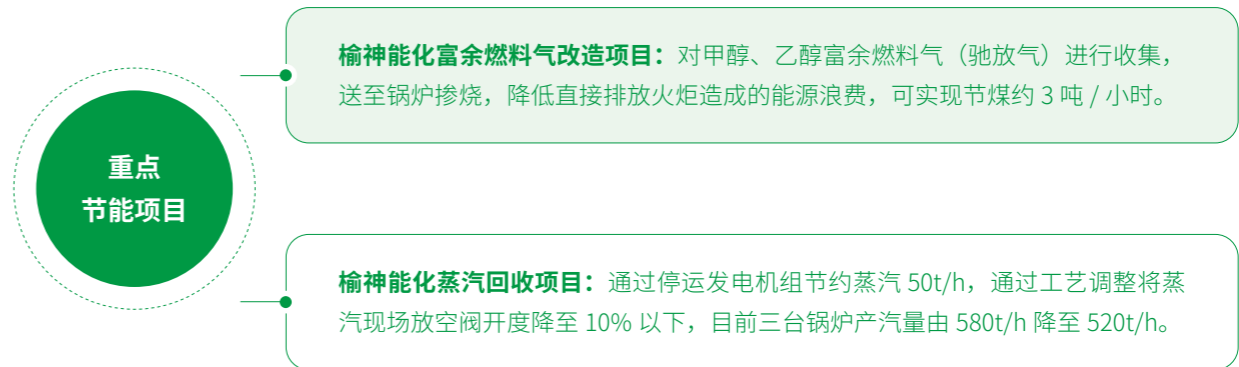 重点
节能项目
榆神能化富余燃料气改造项目：对甲醇、乙醇富余燃料气（驰放气）进行收集，
送至锅炉掺烧，降低直接排放火炬造成的能源浪费，可实现节煤约 3 吨 / 小时。
榆神能化蒸汽回收项目：通过停运发电机组节约蒸汽 50t/h，通过工艺调整将蒸
汽现场放空阀开度降至 10% 以下，目前三台锅炉产汽量由 580t/h 降至 520t/h。